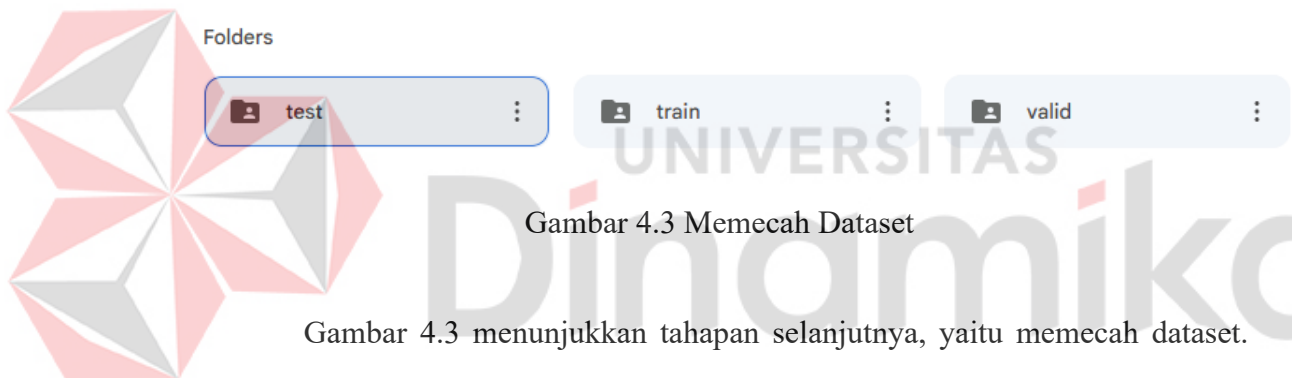 Folders
test train valid
UNIVERSITAS
Dinamika
Gambar 4.3 Memecah Dataset
Gambar 4.3 menunjukkan tahapan selanjutnya, yaitu memecah dataset.